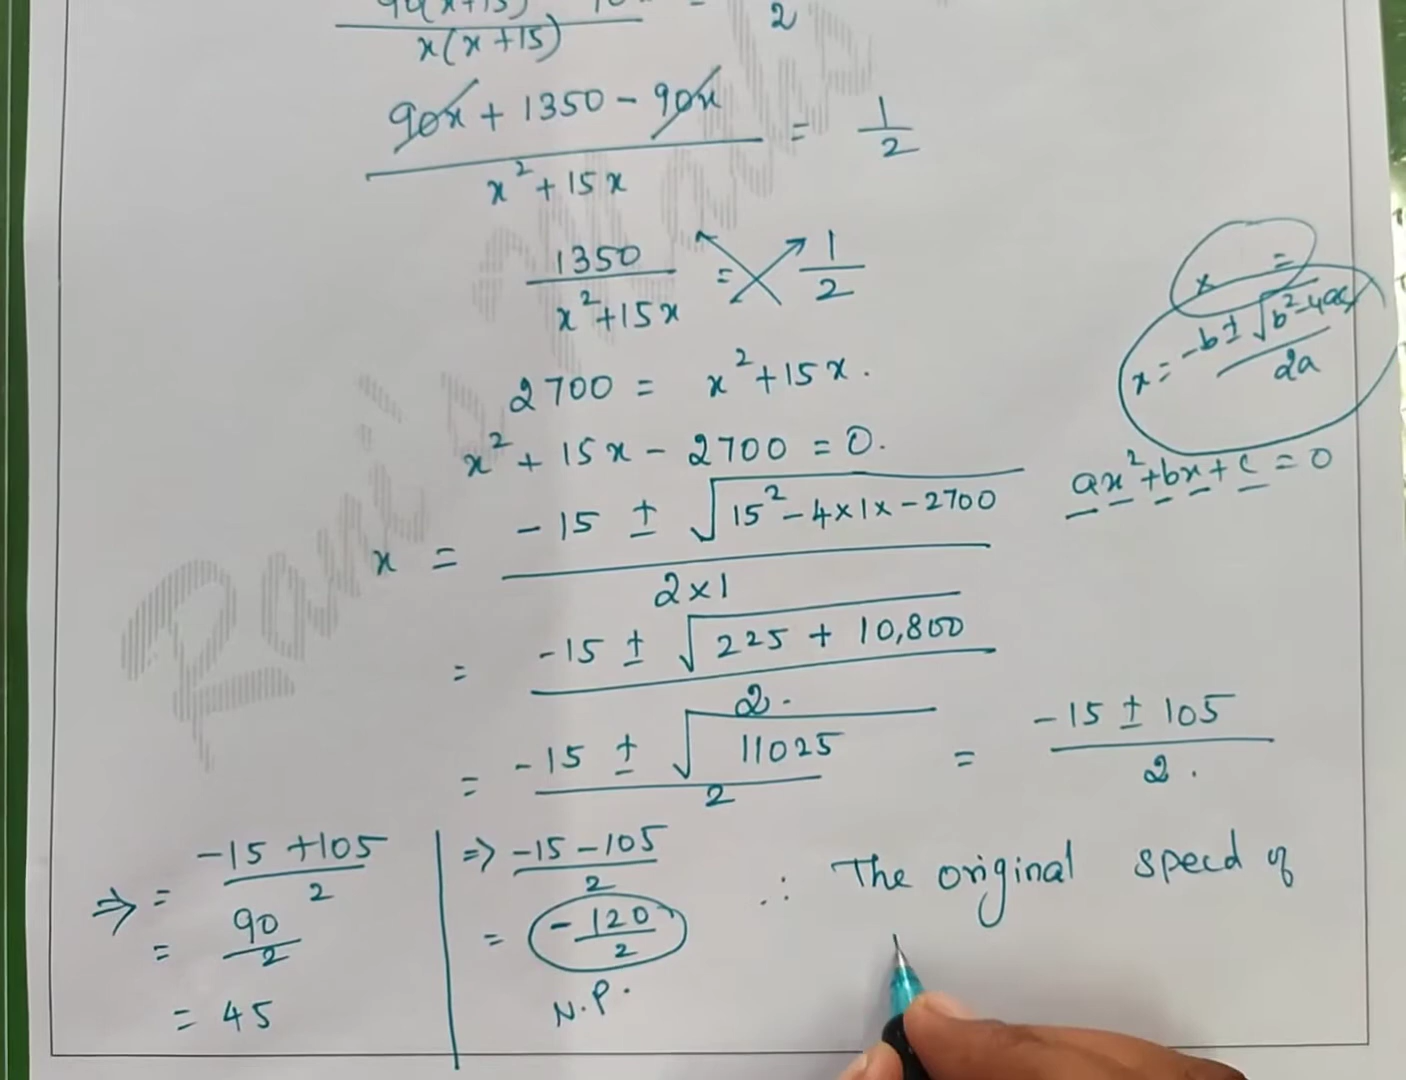 x(x+15)
2
90x + 1350 - 90x / x² + 15x = 1/2
1350 / x²+15x = 1/2
2700 = x²+15x.
x² + 15x - 2700 = 0.
x = -15 ± √15²-4×1×-2700 / 2×1
= -15 ± √225 + 10,800 / 2.
= -15 ± √11025 / 2 = -15 ± 105 / 2.
⇒ = -15 +105 / 2
= 90/2
= 45
⇒ -15 -105 / 2
= -120/2
N.P.
∴ The original speed of
x =
x = -b ± √b²-4ac / 2a
ax²+bx+c = 0